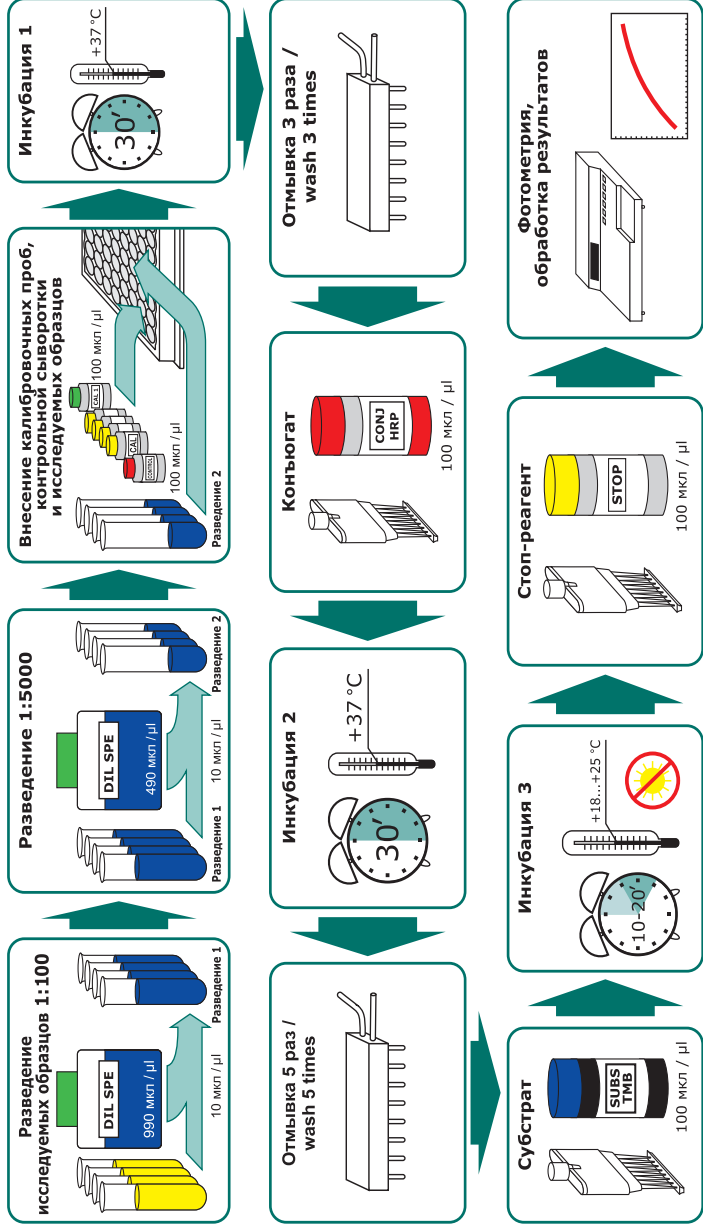 Разведение
исследуемых образцов 1:100
DIL SPE
990 мкл / µl
10 мкл / µl
Разведение 1
Разведение 1:5000
DIL SPE
490 мкл / µl
10 мкл / µl
Разведение 1
Разведение 2
Внесение калибровочных проб,
контрольной сыворотки
и исследуемых образцов
CAL 1
CAL
CONTROL
100 мкл / µl
100 мкл / µl
Разведение 2
Инкубация 1
30′
+37 °C
Отмывка 3 раза /
wash 3 times
Конъюгат
CONJ
HRP
100 мкл / µl
Инкубация 2
30′
+37 °C
Отмывка 5 раз /
wash 5 times
Субстрат
SUBS
TMB
100 мкл / µl
Инкубация 3
10-20′
+18...+25 °C
Стоп-реагент
STOP
100 мкл / µl
Фотометрия,
обработка результатов